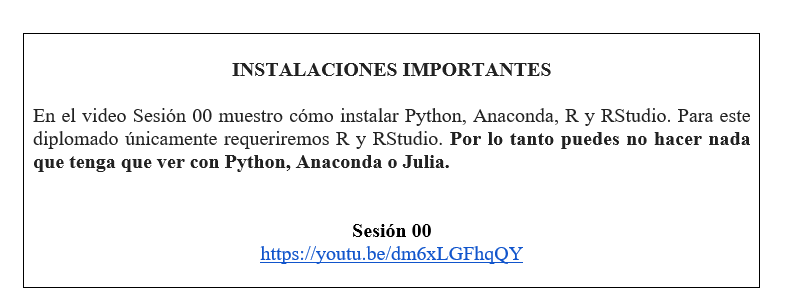 INSTALACIONES IMPORTANTES
En el video Sesión 00 muestro cómo instalar Python, Anaconda, R y RStudio. Para este
diplomado únicamente requeriremos R y RStudio. Por lo tanto puedes no hacer nada
que tenga que ver con Python, Anaconda o Julia.
Sesión 00
https://youtu.be/dm6xLGFhqQY